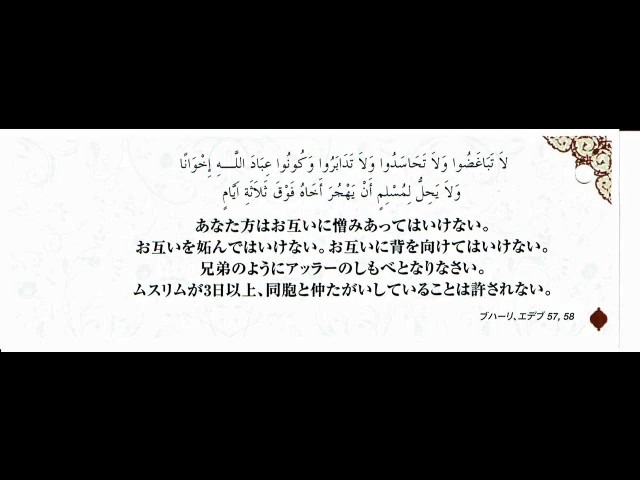 لاَ تَبَاغَضُوا وَلاَ تَحَاسَدُوا وَلاَ تَدَابَرُوا وَكُونُوا عِبَادَ اللَّـــهِ إِخْوَانًا
وَلاَ يَحِلُّ لِمُسْلِمٍ أَنْ يَهْجُرَ أَخَاهُ فَوْقَ ثَلاَثَةِ أَيَّامٍ
あなた方はお互いに憎みあってはいけない。
お互いを妬んではいけない。お互いに背を向けてはいけない。
兄弟のようにアッラーのしもべとなりなさい。
ムスリムが3日以上、同胞と仲たがいしていることは許されない。
ブハーリ、エデブ 57, 58